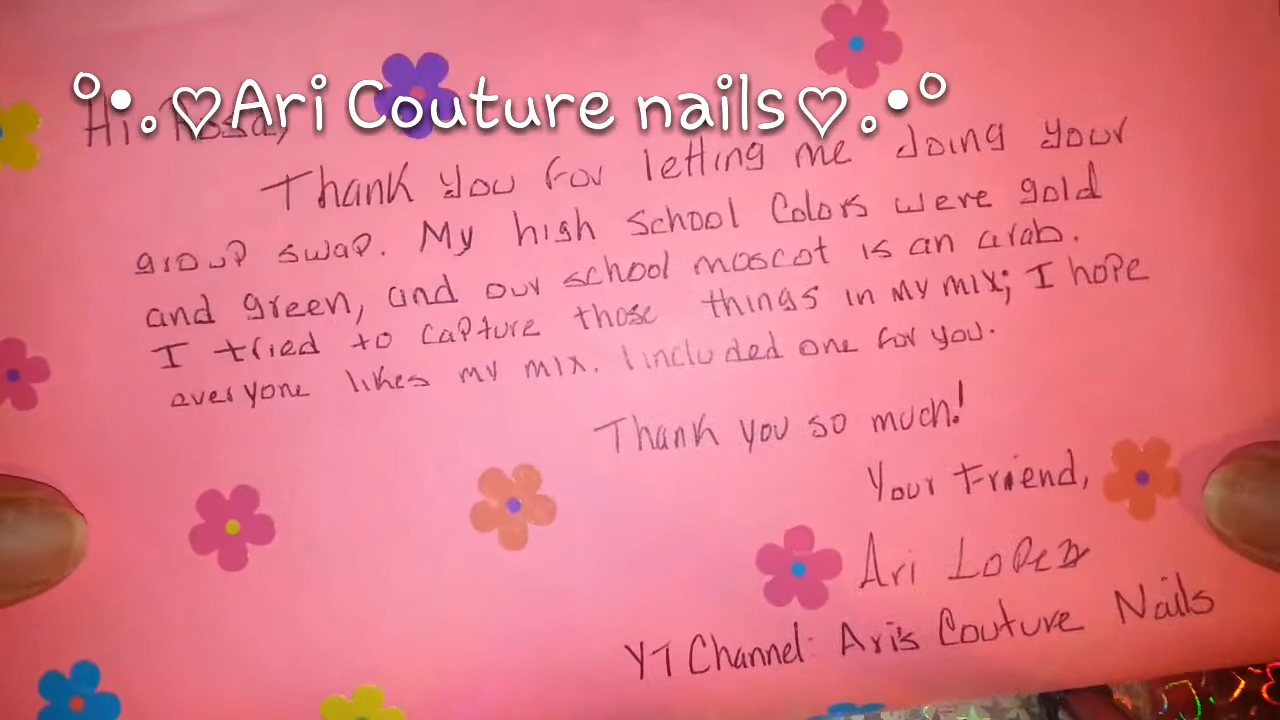 °•.♡Ari Couture nails♡.•°
Hi Rosa,
Thank you for letting me doing your
group swap. My high school Colors were gold
and green, and our school mascot is an arab.
I tried to capture those things in my mix; I hope
everyone likes my mix. I included one for you.
Thank you so much!
Your Friend,
Ari Lopez
YT Channel: Ari's Couture Nails